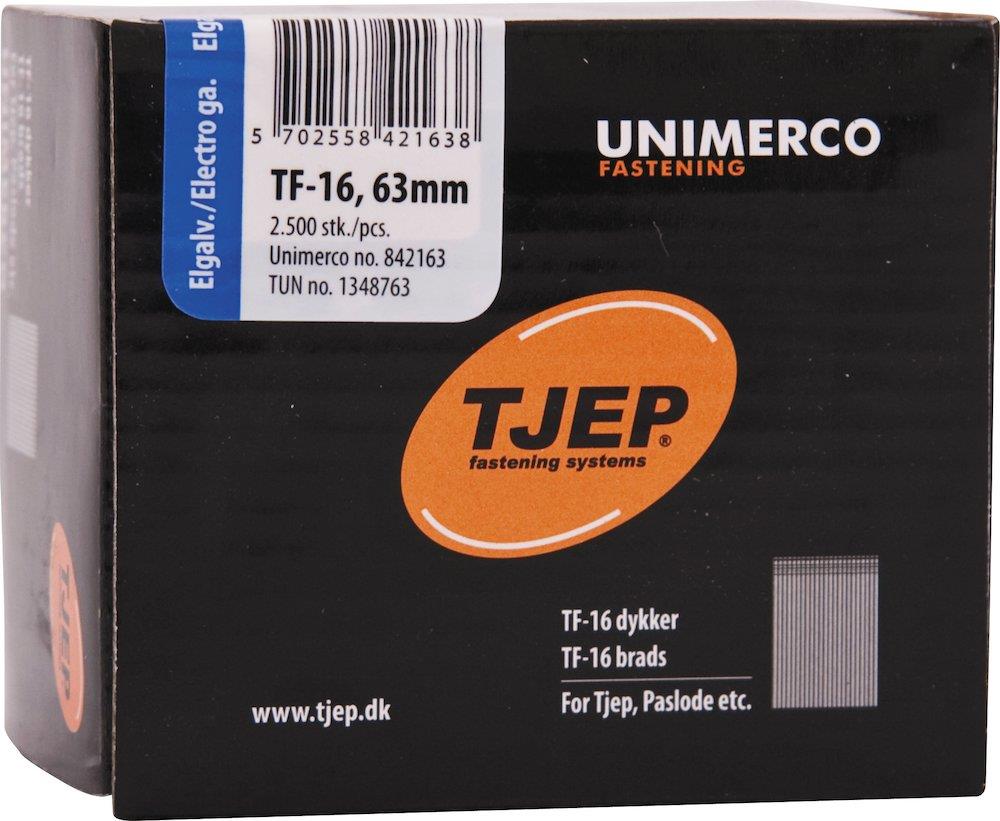 Elgalv./Electro ga.
Elg
5 702558 421638
TF-16, 63mm
2.500 stk./pcs.
Unimerco no. 842163
TUN no. 1348763
UNIMERCO
FASTENING
TJEP®
fastening systems
TF-16 dykker
TF-16 brads
For Tjep, Paslode etc.
www.tjep.dk
TJEP